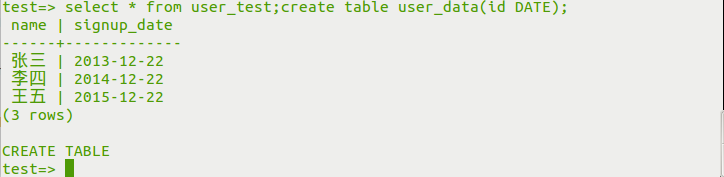 test=> select * from user_test;create table user_data(id DATE);
 name | signup_date
------+-------------
 张三 | 2013-12-22
 李四 | 2014-12-22
 王五 | 2015-12-22
(3 rows)

CREATE TABLE
test=>